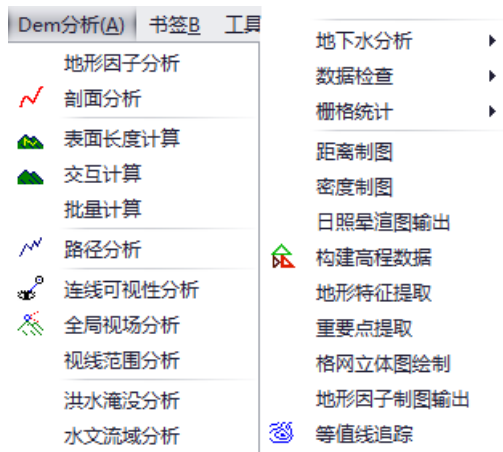 Dem分析(A) 书签B 工具
地形因子分析
剖面分析
表面长度计算
交互计算
批量计算
路径分析
连线可视性分析
全局视场分析
视线范围分析
洪水淹没分析
水文流域分析
地下水分析
数据检查
栅格统计
距离制图
密度制图
日照晕渲图输出
构建高程数据
地形特征提取
重要点提取
格网立体图绘制
地形因子制图输出
等值线追踪